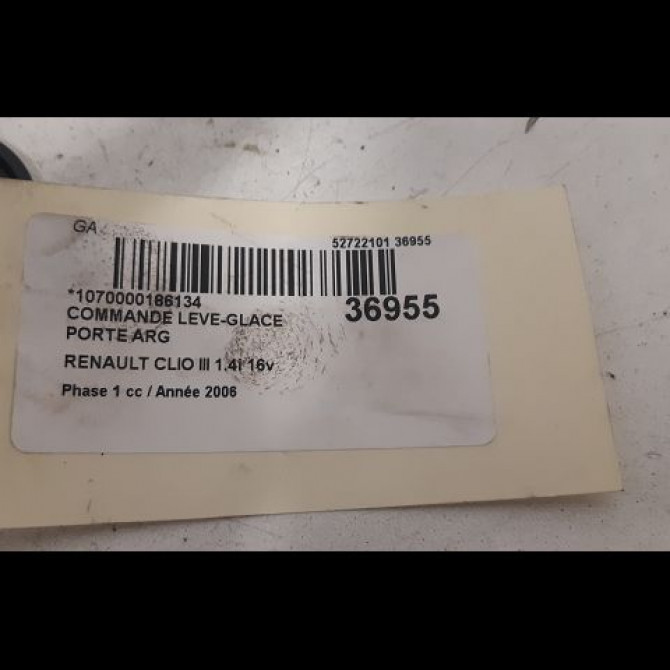 GA
52722101 36955
*1070000186134
36955
COMMANDE LEVE-GLACE
PORTE ARG
RENAULT CLIO III 1.4i 16v
Phase 1 cc / Année 2006